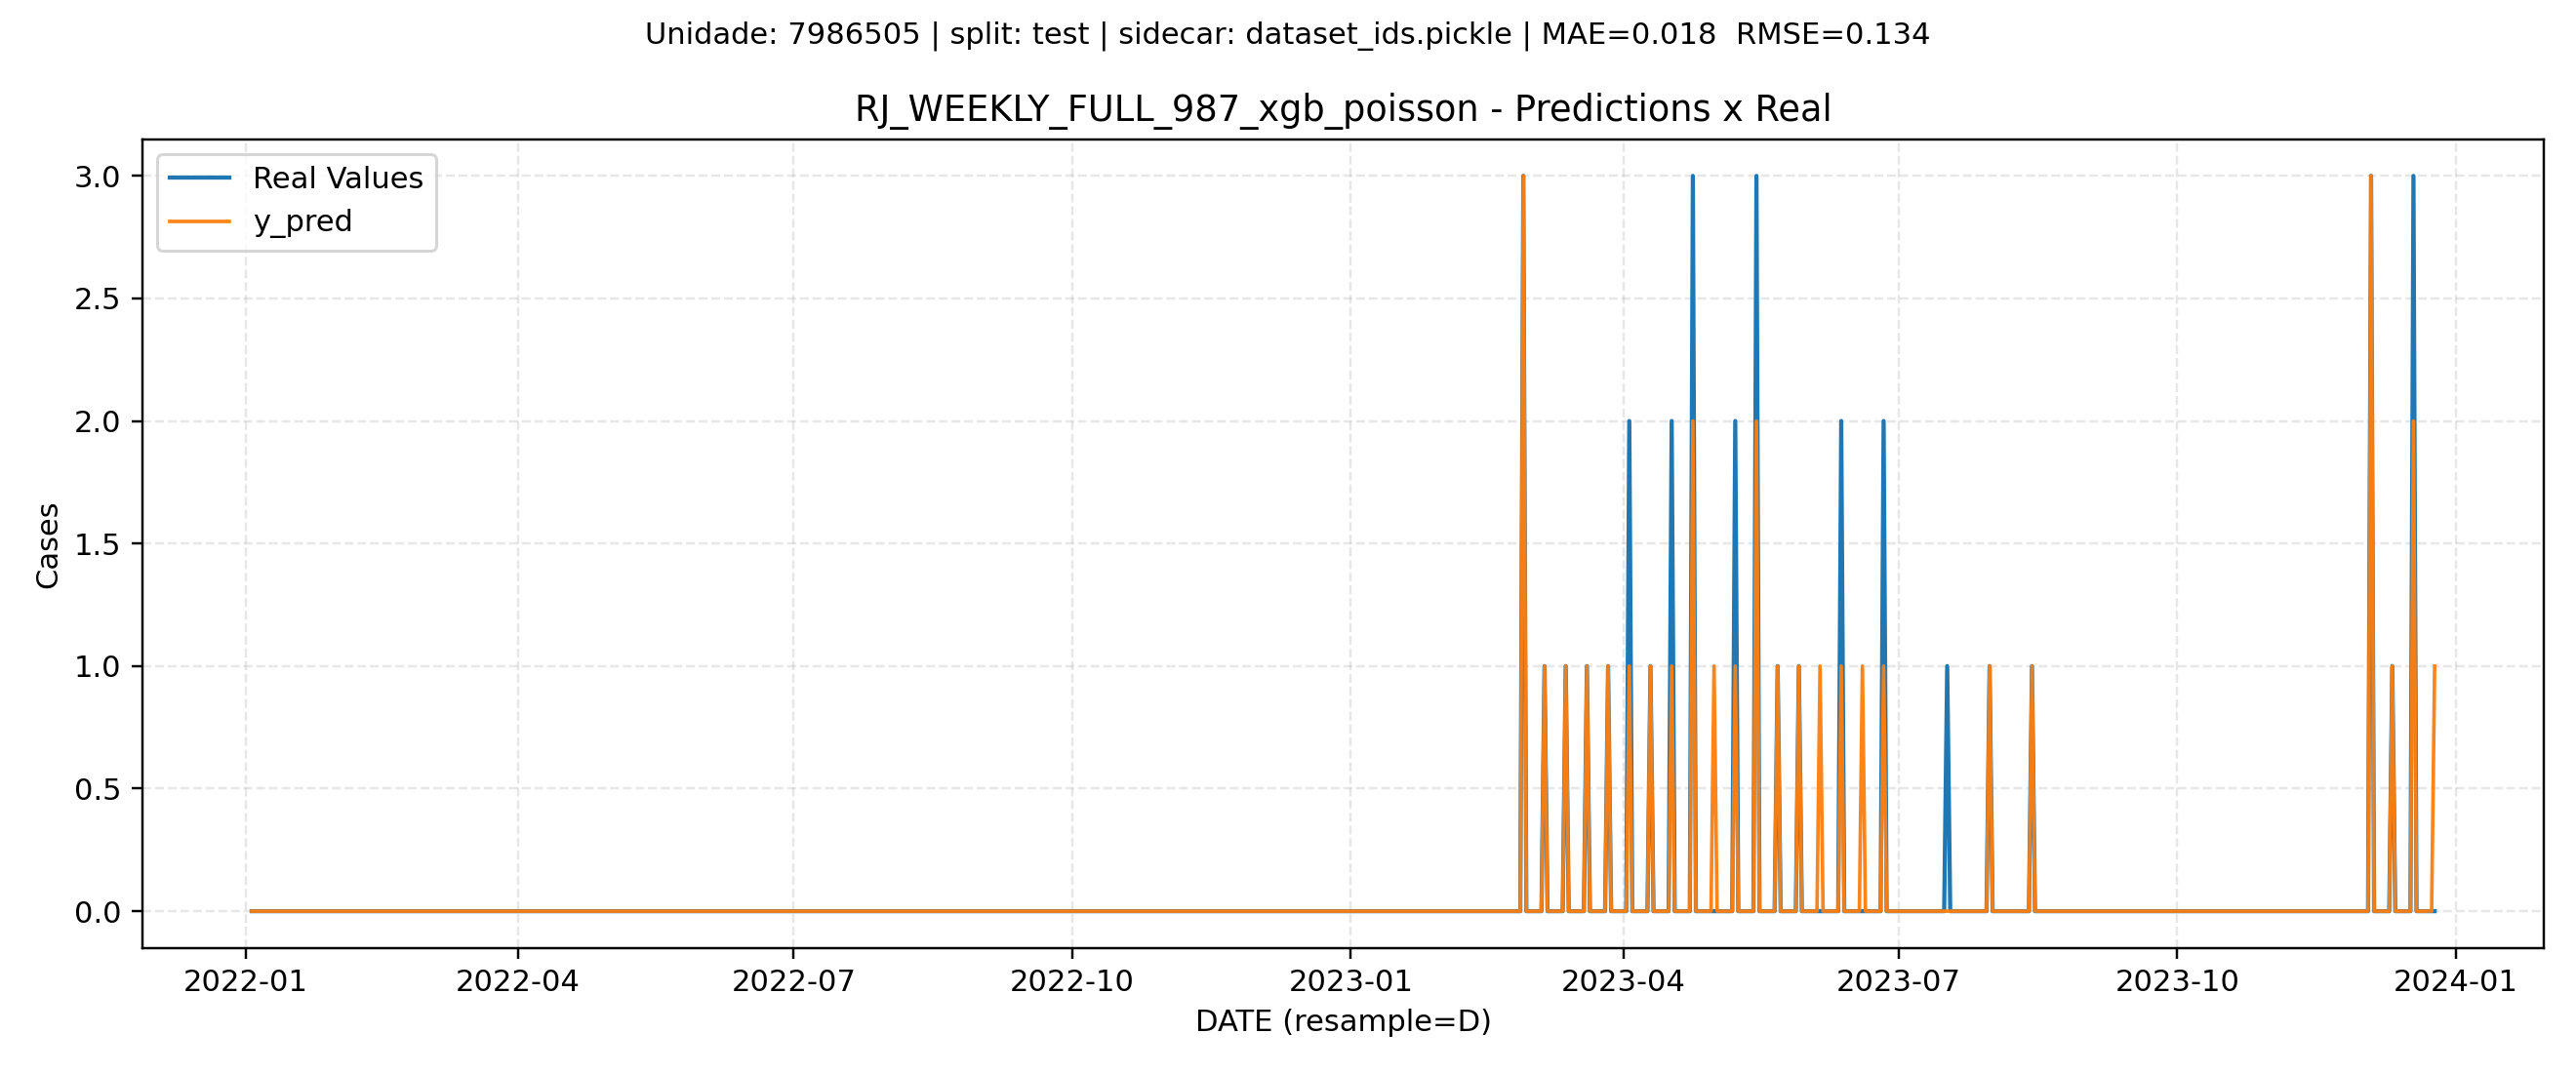 Unidade: 7986505 | split: test | sidecar: dataset_ids.pickle | MAE=0.018  RMSE=0.134
RJ_WEEKLY_FULL_987_xgb_poisson - Predictions x Real
Real Values
y_pred
3.0
2.5
2.0
1.5
1.0
0.5
0.0
Cases
2022-01 2022-04 2022-07 2022-10 2023-01 2023-04 2023-07 2023-10 2024-01
DATE (resample=D)